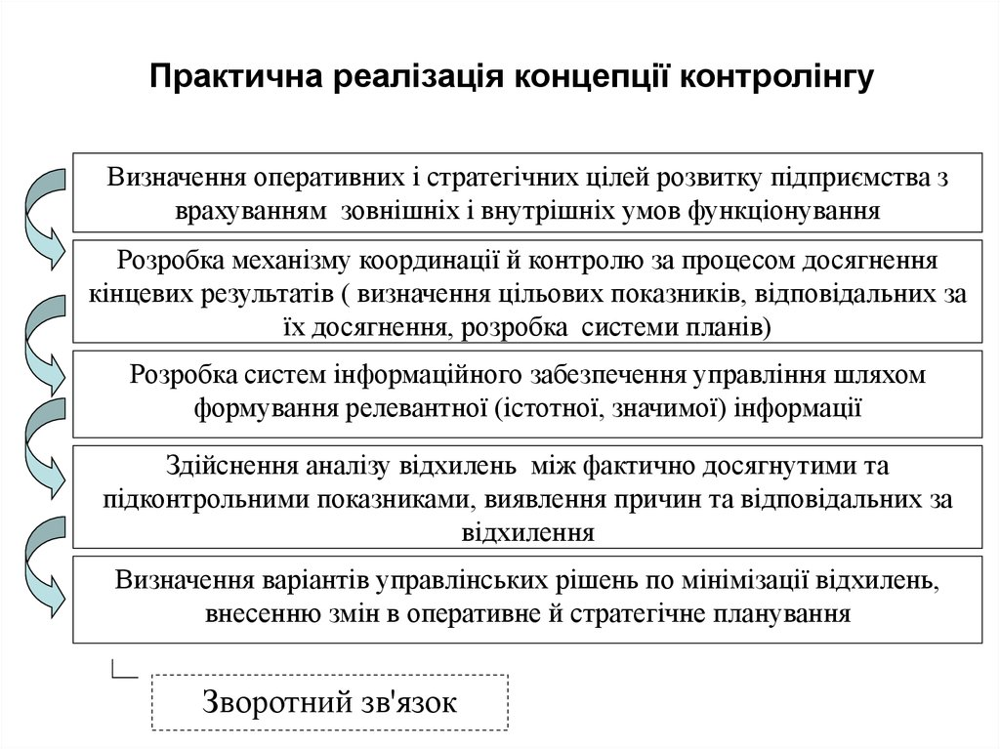 Практична реалізація концепції контролінгу
Визначення оперативних і стратегічних цілей розвитку підприємства з
врахуванням зовнішніх і внутрішніх умов функціонування
Розробка механізму координації й контролю за процесом досягнення
кінцевих результатів ( визначення цільових показників, відповідальних за
їх досягнення, розробка системи планів)
Розробка систем інформаційного забезпечення управління шляхом
формування релевантної (істотної, значимої) інформації
Здійснення аналізу відхилень між фактично досягнутими та
підконтрольними показниками, виявлення причин та відповідальних за
відхилення
Визначення варіантів управлінських рішень по мінімізації відхилень,
внесенню змін в оперативне й стратегічне планування
Зворотний зв'язок